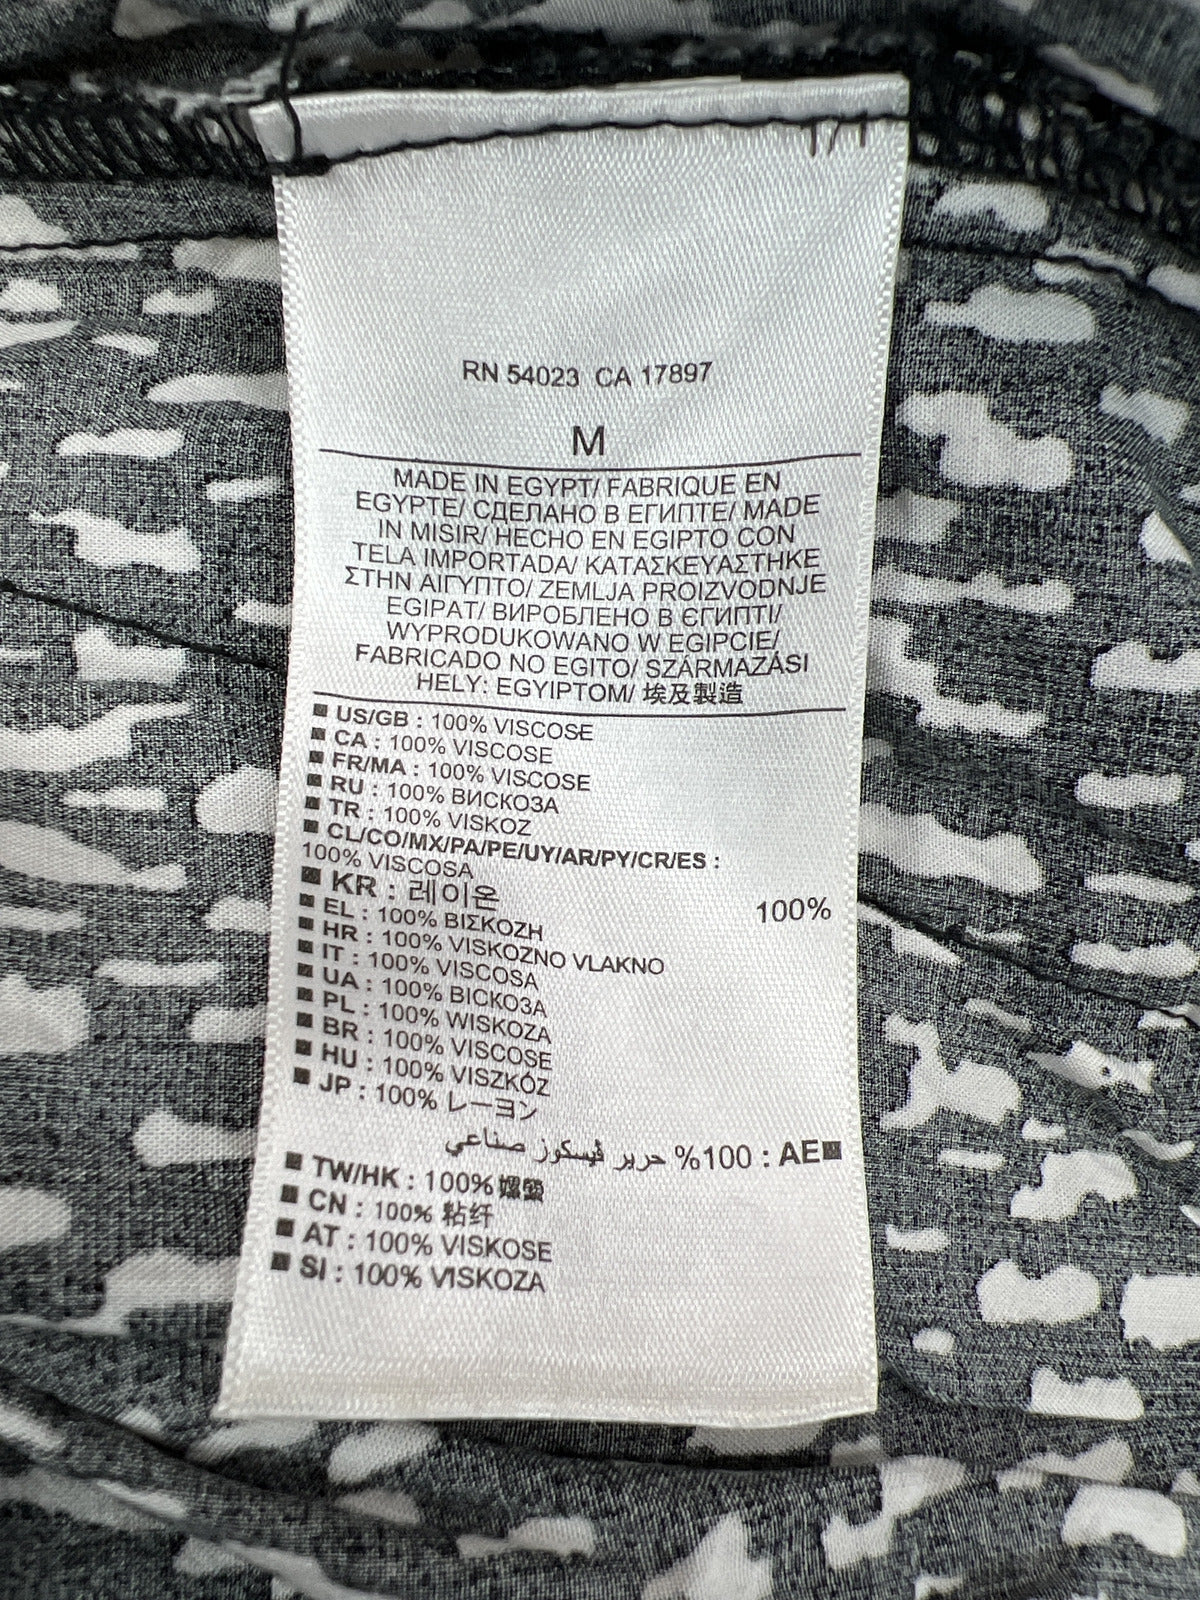 1/1
RN 54023 CA 17897
M
MADE IN EGYPT/ FABRIQUE EN
EGYPTE/ СДЕЛАНО В ЕГИПТЕ/ MADE
IN MISIR/ HECHO EN EGIPTO CON
TELA IMPORTADA/ ΚΑΤΑΣΚΕΥΑΣΤΗΚΕ
ΣΤΗΝ ΑΙΓΥΠΤΟ/ ZEMLJA PROIZVODNJE
EGIPAT/ ВИРОБЛЕНО В ЄГИПТІ/
WYPRODUKOWANO W EGIPCIE/
FABRICADO NO EGITO/ SZÁRMAZÁSI
HELY: EGYIPTOM/ 埃及製造
US/GB : 100% VISCOSE
CA : 100% VISCOSE
FR/MA : 100% VISCOSE
RU : 100% ВИСКОЗА
TR : 100% VISKOZ
CL/CO/MX/PA/PE/UY/AR/PY/CR/ES :
100% VISCOSA
KR : 레이온 100%
EL : 100% ΒΙΣΚΟΖΗ
HR : 100% VISKOZNO VLAKNO
IT : 100% VISCOSA
UA : 100% ВІСКОЗА
PL : 100% WISKOZA
BR : 100% VISCOSE
HU : 100% VISZKÓZ
JP : 100% レーヨン
AE : 100% حرير ڤيسكوز صناعي
TW/HK : 100% 嫘縈
CN : 100% 粘纤
AT : 100% VISKOSE
SI : 100% VISKOZA